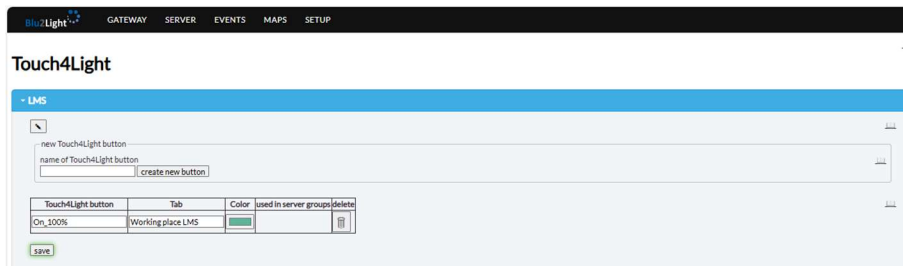 Blu2Light GATEWAY SERVER EVENTS MAPS SETUP
Touch4Light
LMS
new Touch4Light button
name of Touch4Light button
create new button
Touch4Light button Tab Color used in server groups delete
On_100% Working place LMS
save